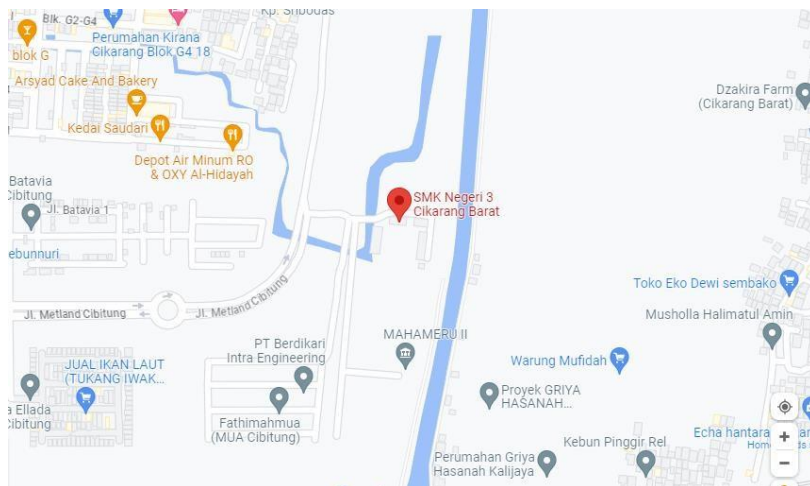 Kp. Sribodas
Blk. G2-G4
Perumahan Kirana
Cikarang Blok G4 18
blok G
Arsyad Cake And Bakery
Kedai Saudari
Depot Air Minum RO
& OXY Al-Hidayah
Dzakira Farm
(Cikarang Barat)
SMK Negeri 3
Cikarang Barat
Batavia
Cibitung
Jl. Batavia 1
ebunnuri
Toko Eko Dewi sembako
Musholla Halimatul Amin
Jl. Metland Cibitung
Jl. Metland Cibitung
PT Berdikari
Intra Engineering
MAHAMERU II
JUAL IKAN LAUT
(TUKANG IWAK...
Warung Mufidah
Proyek GRIYA
HASANAH...
a Ellada
Cibitung
Fathimahmua
(MUA Cibitung)
Kebun Pinggir Rel
Echa hantara
Perumahan Griya
Hasanah Kalijaya